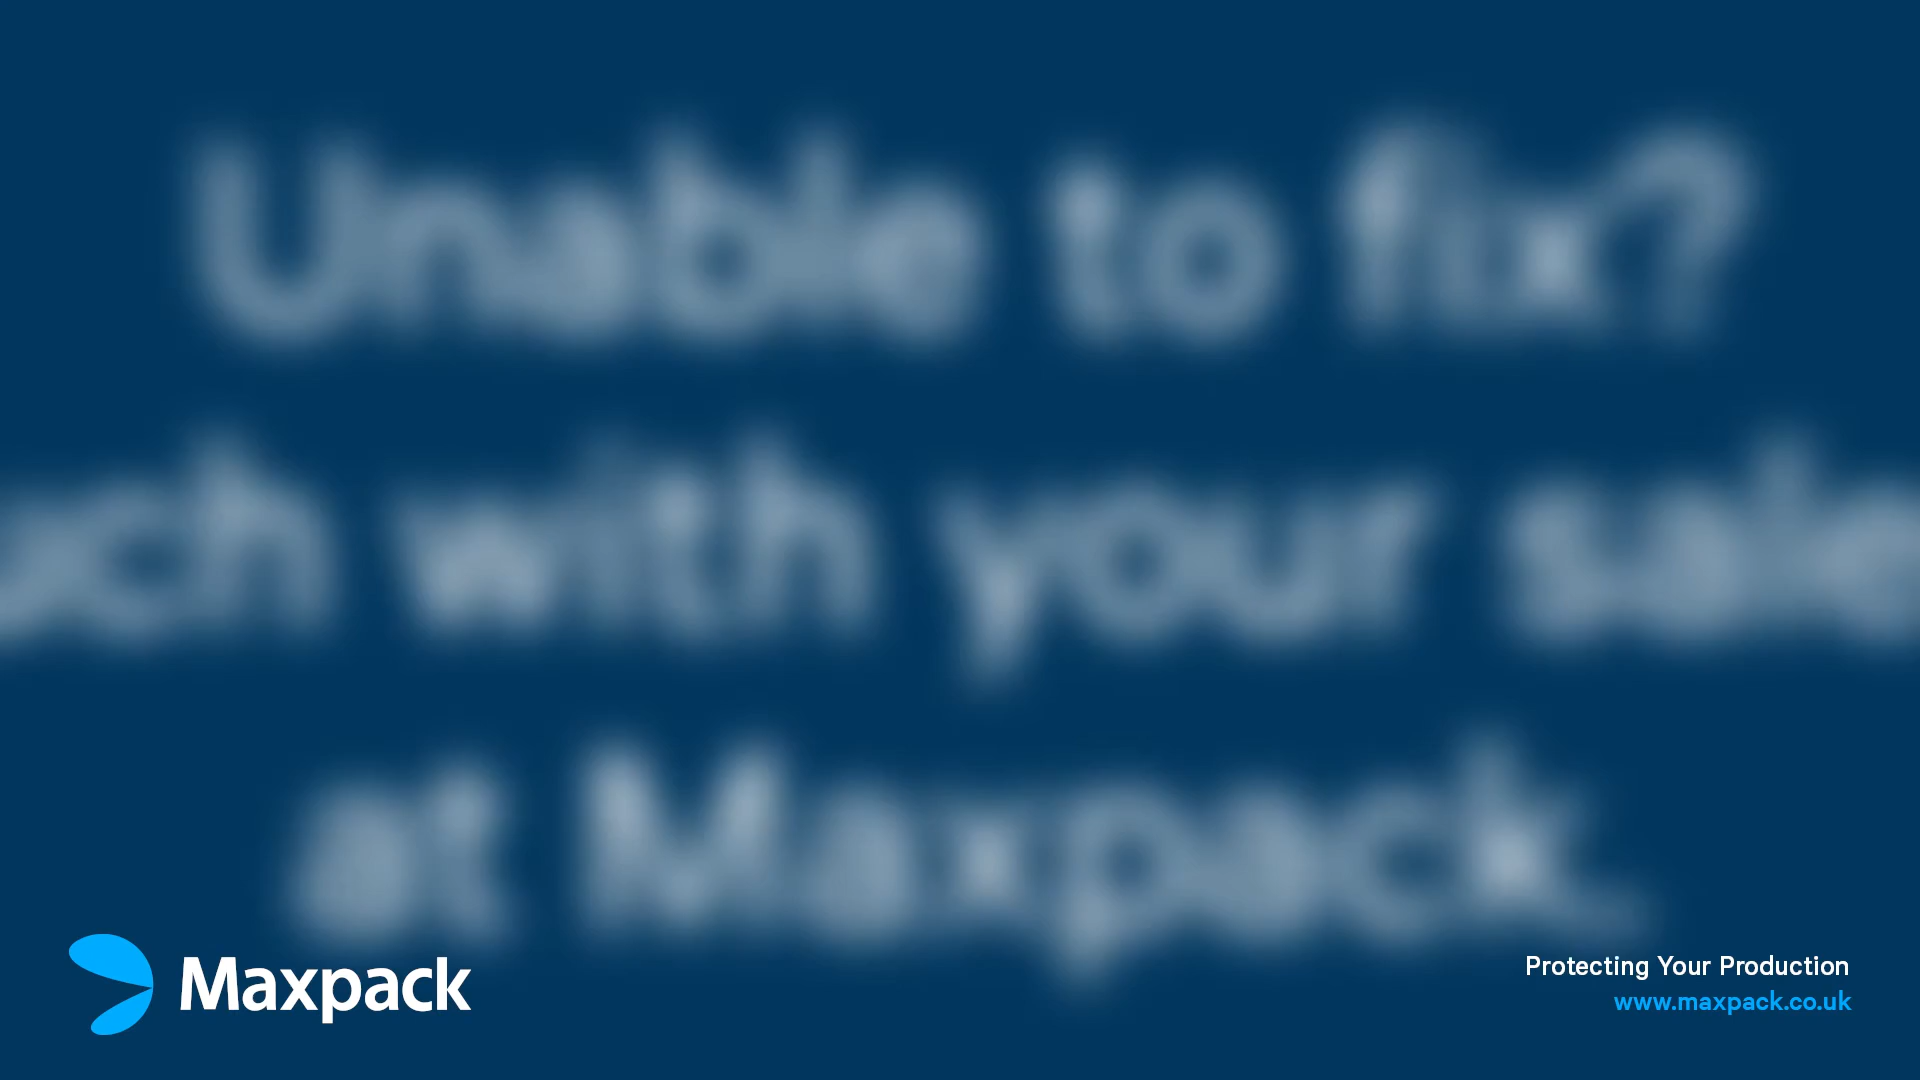 Unable to fix?
with your
at Maxpack.
Maxpack
Protecting Your Production
www.maxpack.co.uk